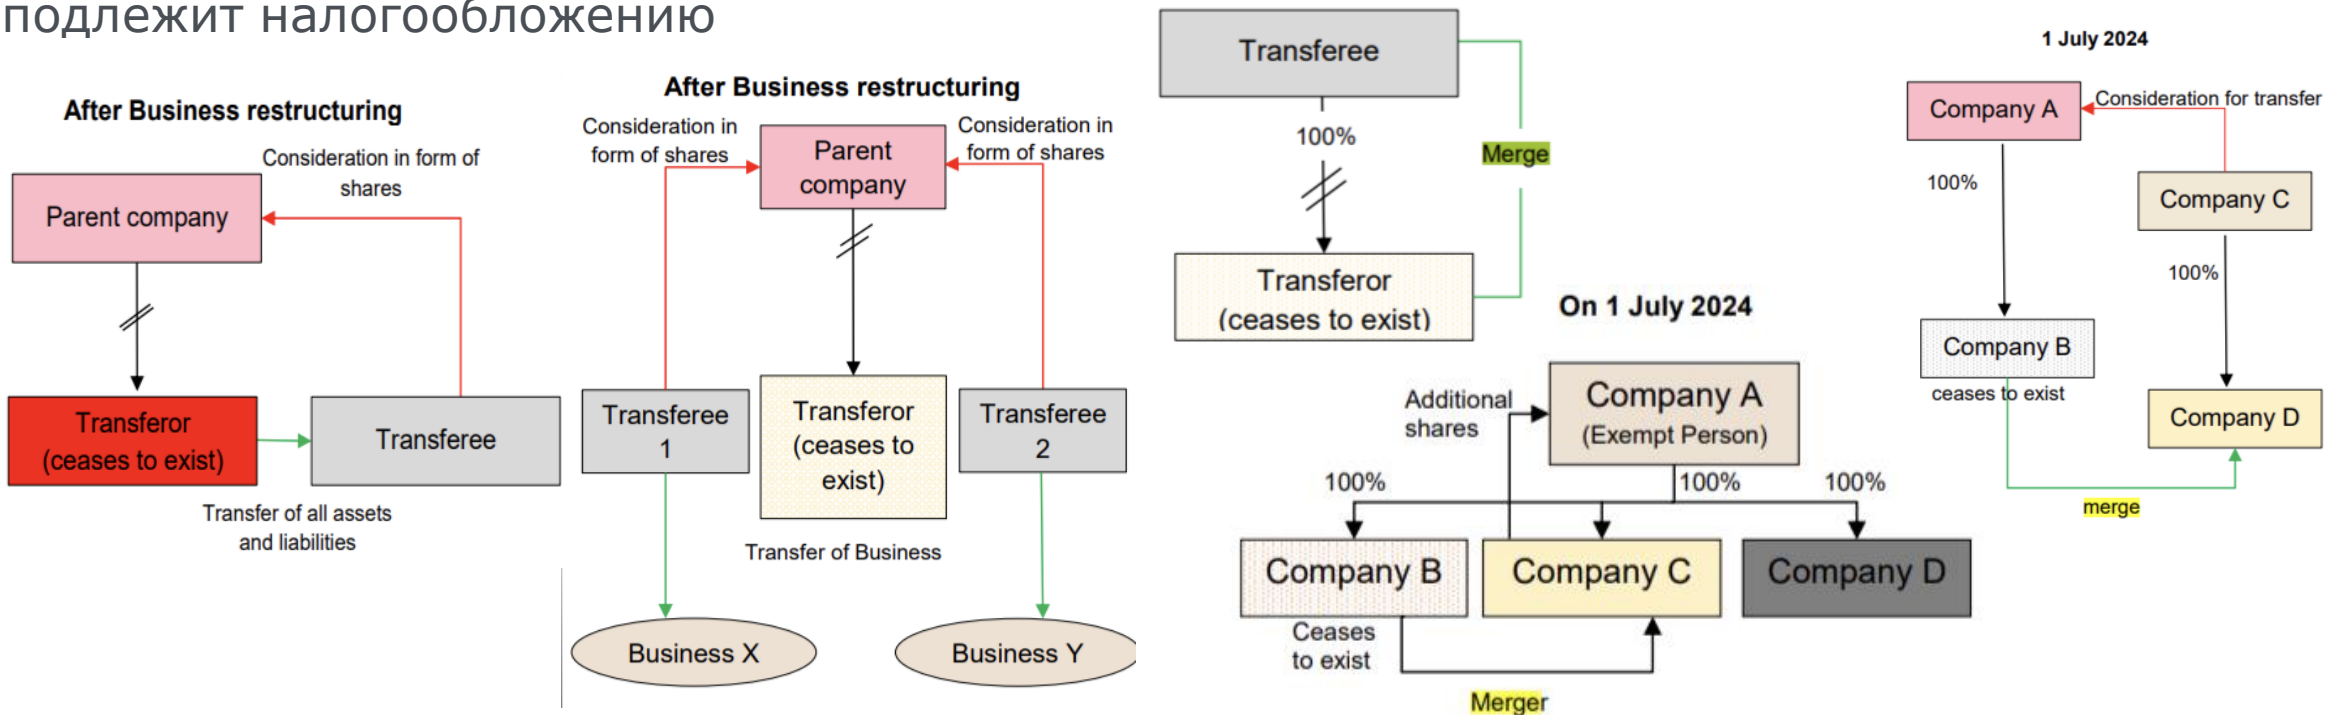 подлежит налогообложению
After Business restructuring
Consideration in form of
shares
Parent company
Transferor
(ceases to exist)
Transferee
Transfer of all assets
and liabilities
After Business restructuring
Consideration in
form of shares
Parent
company
Consideration in
form of shares
Transferee
1
Transferor
(ceases to
exist)
Transferee
2
Transfer of Business
Business X
Business Y
Transferee
100%
Merge
Transferor
(ceases to exist)
On 1 July 2024
Additional
shares
Company A
(Exempt Person)
100%
100%
100%
Company B
Company C
Company D
Ceases
to exist
Merger
1 July 2024
Company A
Consideration for transfer
100%
Company C
100%
Company B
ceases to exist
Company D
merge